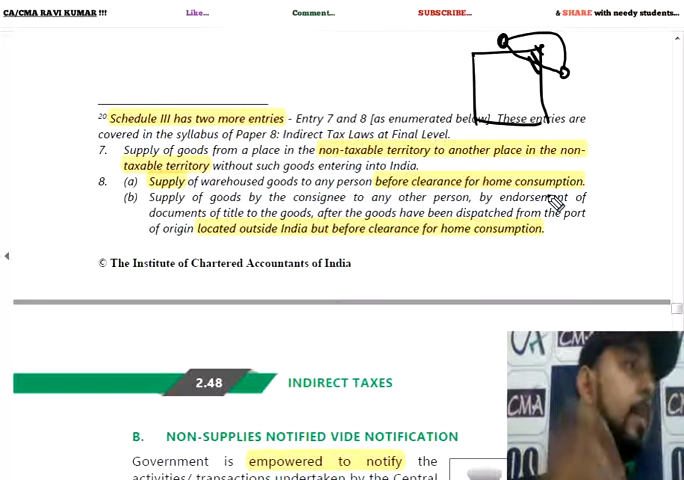 CA/CMA RAVI KUMAR !!!
Like...
Comment...
SUBSCRIBE...
& SHARE with needy students...
20 Schedule III has two more entries - Entry 7 and 8 [as enumerated below]. These entries are
covered in the syllabus of Paper 8: Indirect Tax Laws at Final Level.
7. Supply of goods from a place in the non-taxable territory to another place in the non-
taxable territory without such goods entering into India.
8. (a) Supply of warehoused goods to any person before clearance for home consumption.
(b) Supply of goods by the consignee to any other person, by endorsement of
documents of title to the goods, after the goods have been dispatched from the port
of origin located outside India but before clearance for home consumption.
© The Institute of Chartered Accountants of India
2.48
INDIRECT TAXES
B. NON-SUPPLIES NOTIFIED VIDE NOTIFICATION
Government is empowered to notify the
activities/ transactions undertaken by the Central
CMA
CMA